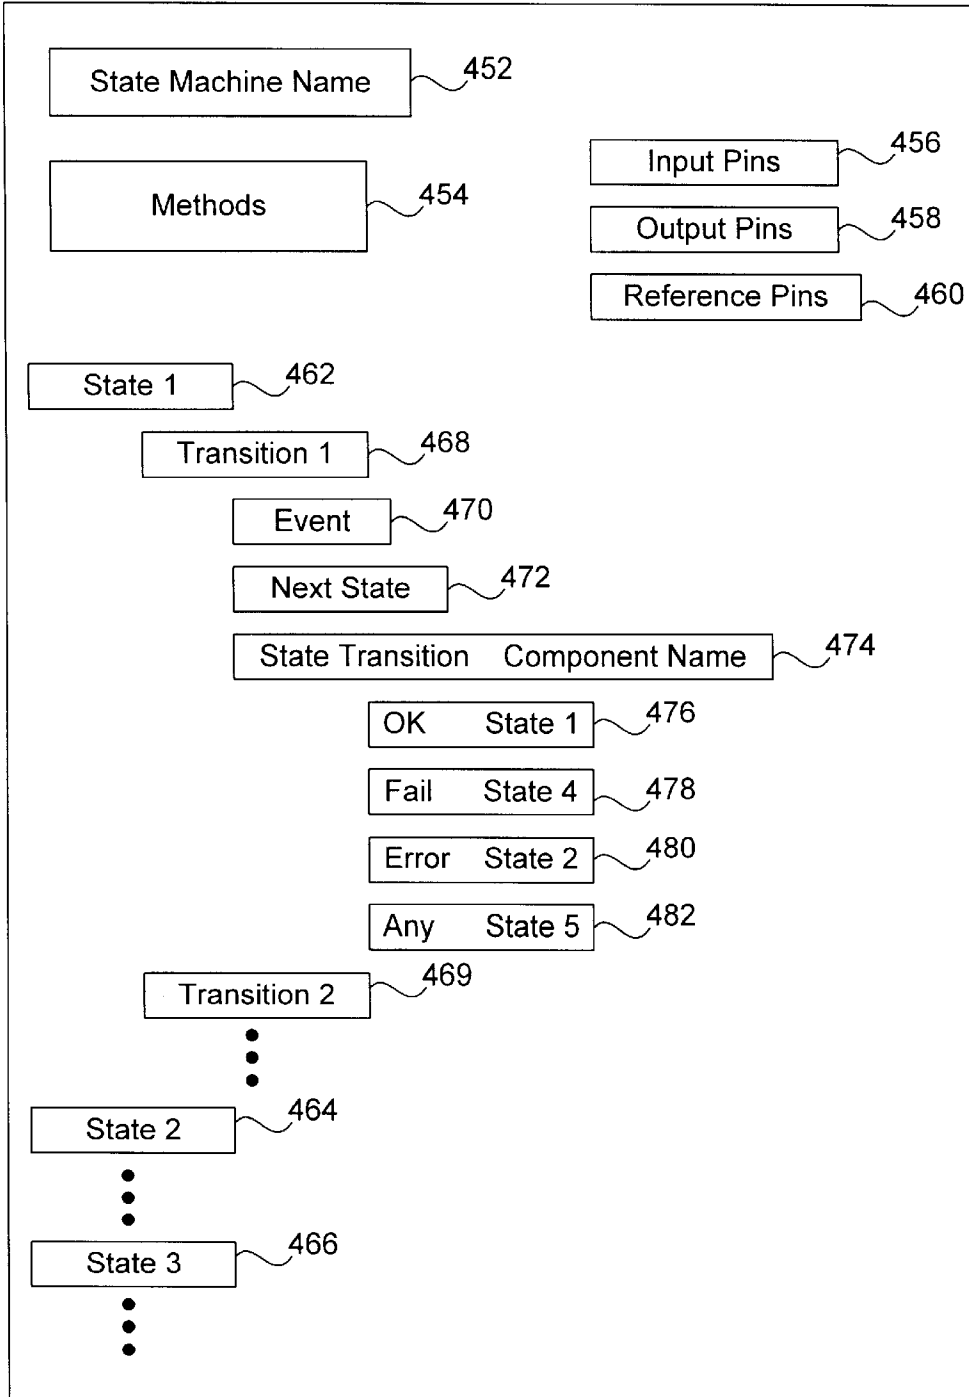 State Machine Name 452
Methods 454
Input Pins 456
Output Pins 458
Reference Pins 460
State 1 462
Transition 1 468
Event 470
Next State 472
State Transition Component Name 474
OK State 1 476
Fail State 4 478
Error State 2 480
Any State 5 482
Transition 2 469
State 2 464
State 3 466